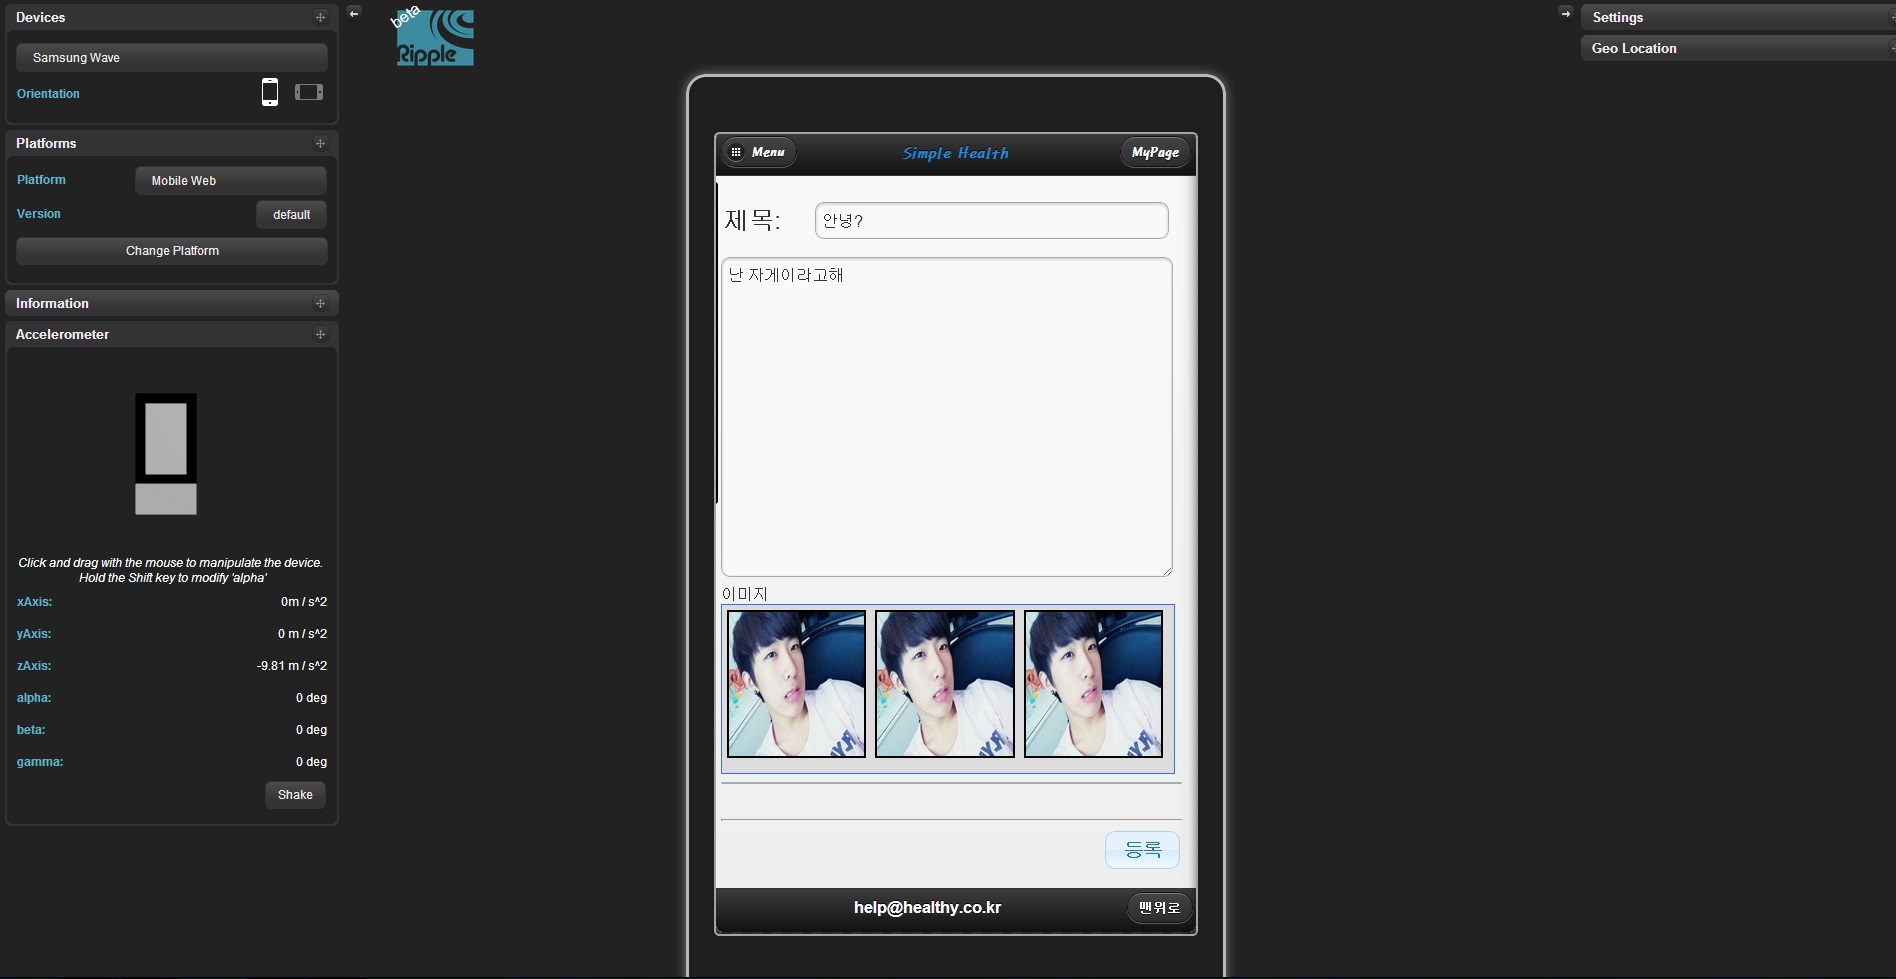 Devices
Samsung Wave
Orientation
Platforms
Platform
Mobile Web
Version
default
Change Platform
Information
Accelerometer
Click and drag with the mouse to manipulate the device.
Hold the Shift key to modify 'alpha'
xAxis:
0m / s^2
yAxis:
0 m / s^2
zAxis:
-9.81 m / s^2
alpha:
0 deg
beta:
0 deg
gamma:
0 deg
Shake
beta
Ripple
Menu
Simple Health
MyPage
제목:
안녕?
난 자게이라고해
이미지
등록
help@healthy.co.kr
맨위로
Settings
Geo Location